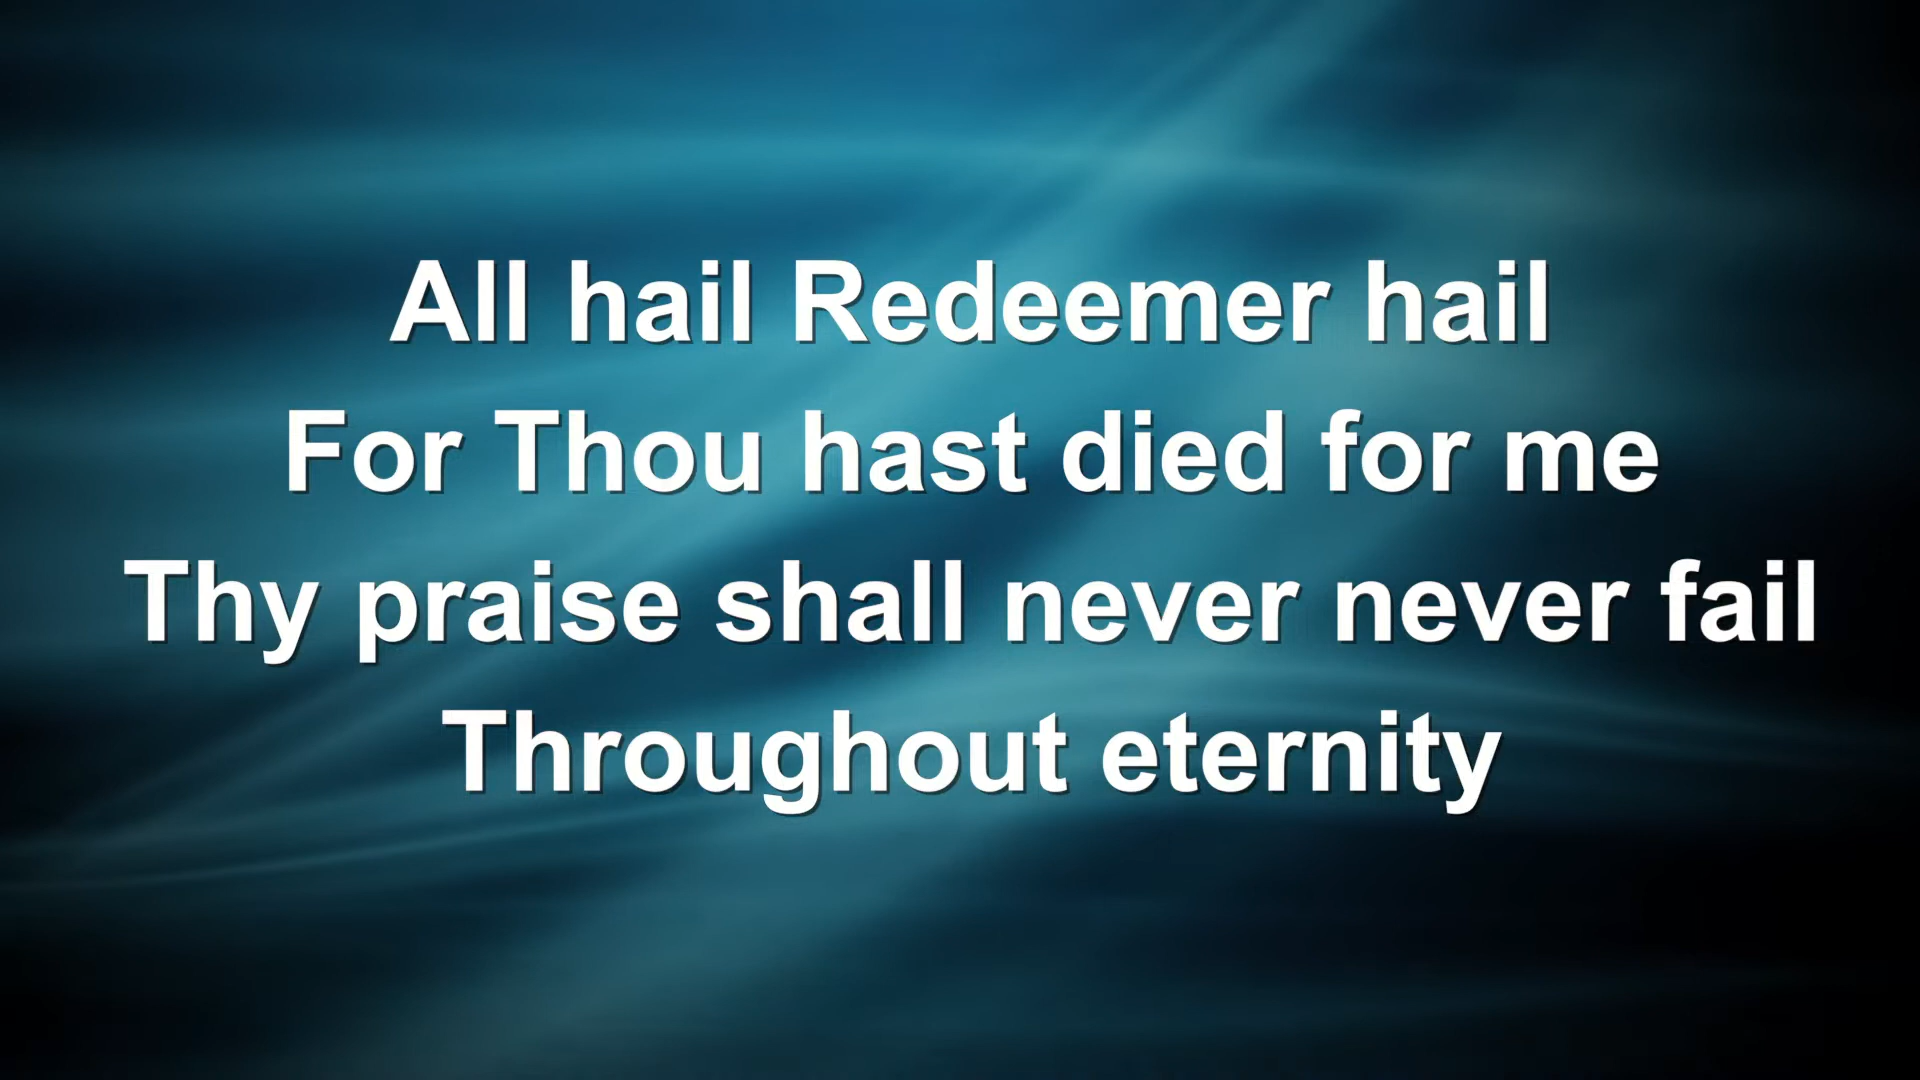 All hail Redeemer hail
For Thou hast died for me
Thy praise shall never never fail
Throughout eternity